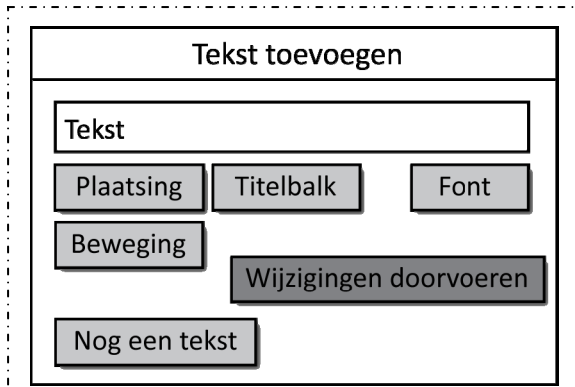 Tekst toevoegen
Tekst
Plaatsing Titelbalk Font
Beweging
Wijzigingen doorvoeren
Nog een tekst